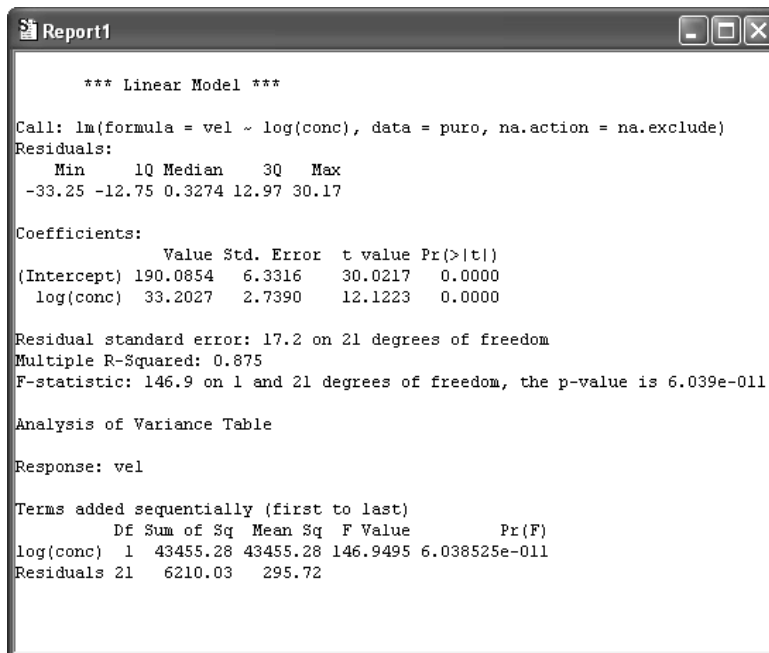 Report1
*** Linear Model ***
Call: lm(formula = vel ~ log(conc), data = puro, na.action = na.exclude)
Residuals:
Min 1Q Median 3Q Max
-33.25 -12.75 0.3274 12.97 30.17
Coefficients:
Value Std. Error t value Pr(>|t|)
(Intercept) 190.0854 6.3316 30.0217 0.0000
log(conc) 33.2027 2.7390 12.1223 0.0000
Residual standard error: 17.2 on 21 degrees of freedom
Multiple R-Squared: 0.875
F-statistic: 146.9 on 1 and 21 degrees of freedom, the p-value is 6.039e-011
Analysis of Variance Table
Response: vel
Terms added sequentially (first to last)
Df Sum of Sq Mean Sq F Value Pr(F)
log(conc) 1 43455.28 43455.28 146.9495 6.038525e-011
Residuals 21 6210.03 295.72